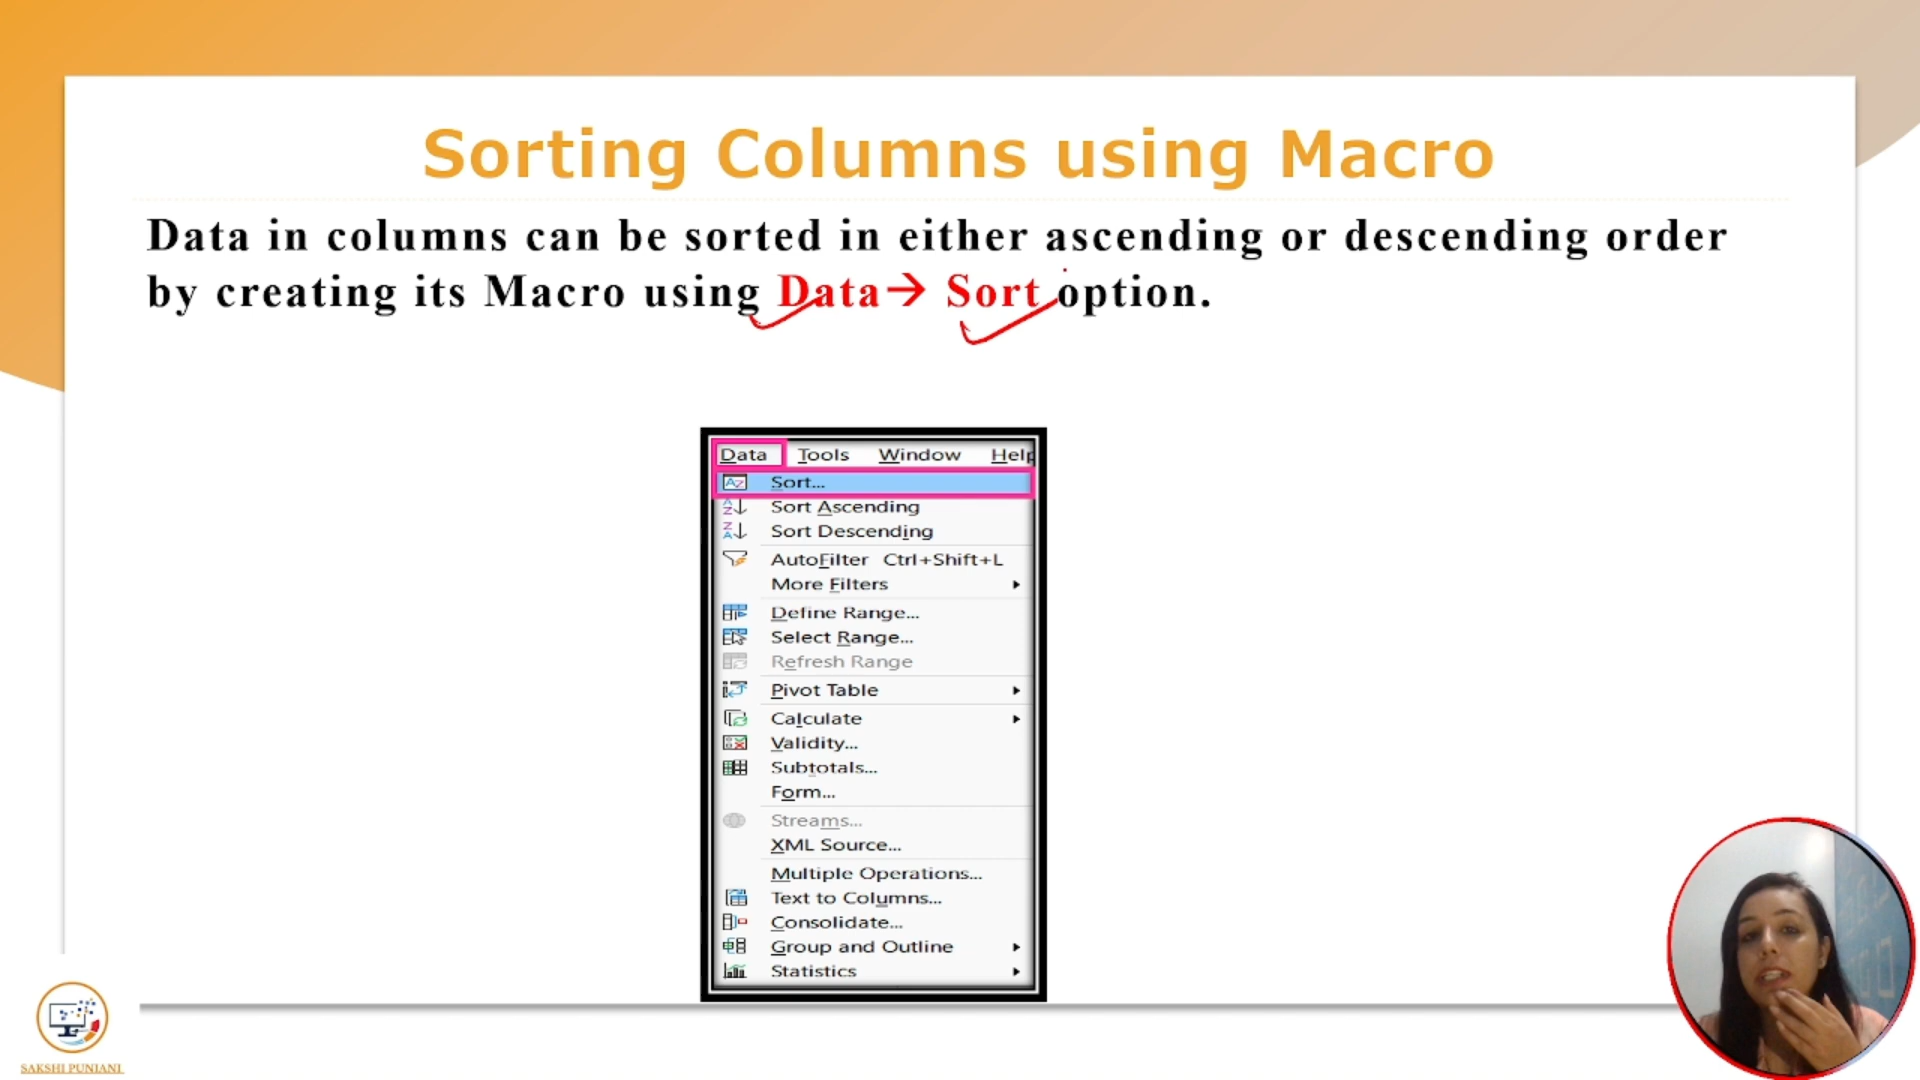 Sorting Columns using Macro
Data in columns can be sorted in either ascending or descending order
by creating its Macro using Data→ Sort option.
Data Tools Window Help
Sort...
Sort Ascending
Sort Descending
AutoFilter Ctrl+Shift+L
More Filters
Define Range...
Select Range...
Refresh Range
Pivot Table
Calculate
Validity...
Subtotals...
Form...
Streams...
XML Source...
Multiple Operations...
Text to Columns...
Consolidate...
Group and Outline
Statistics
SAKSHI PUNIANI